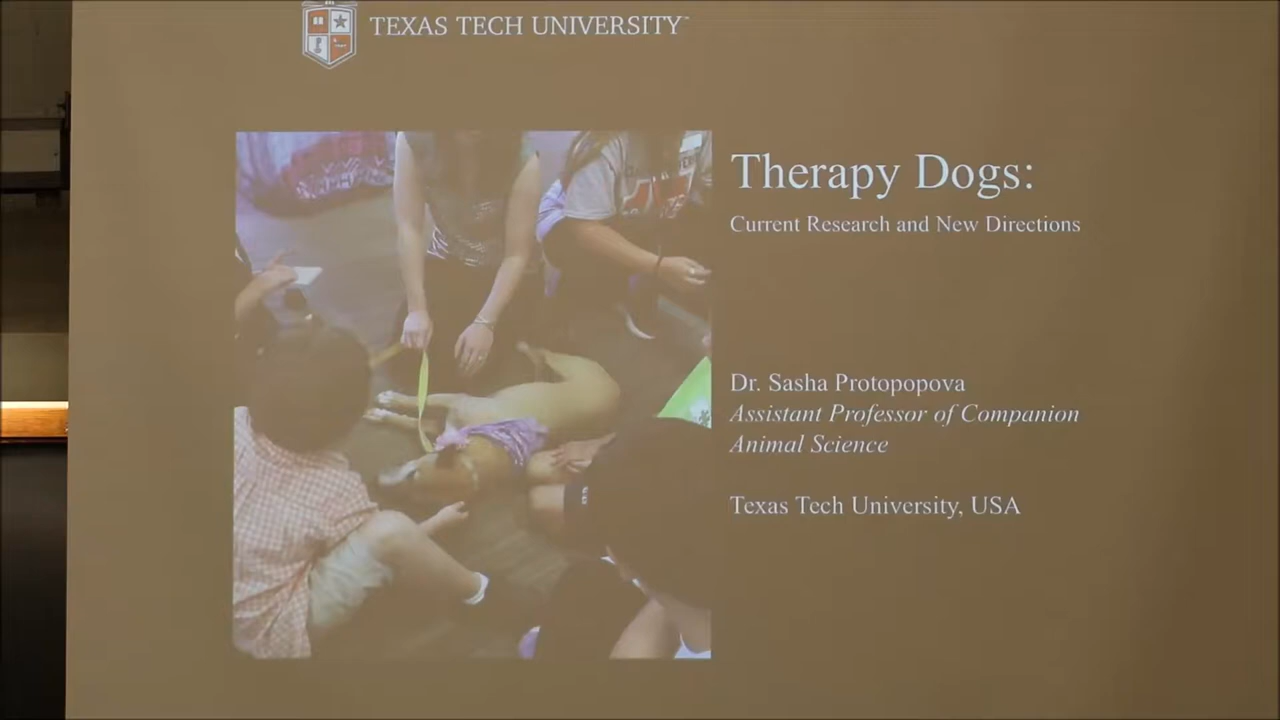 TEXAS TECH UNIVERSITY™
Therapy Dogs:
Current Research and New Directions
Dr. Sasha Protopopova
Assistant Professor of Companion
Animal Science
Texas Tech University, USA